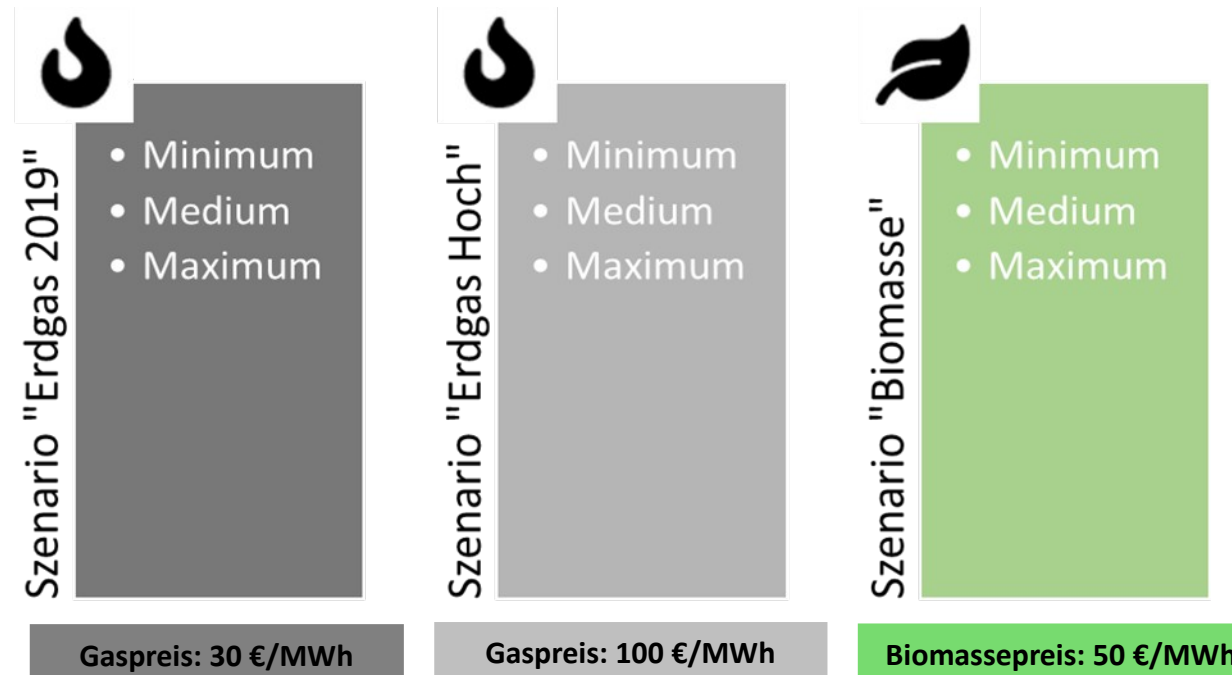 Szenario "Erdgas 2019"
• Minimum
• Medium
• Maximum
Gaspreis: 30 €/MWh
Szenario "Erdgas Hoch"
• Minimum
• Medium
• Maximum
Gaspreis: 100 €/MWh
Szenario "Biomasse"
• Minimum
• Medium
• Maximum
Biomassepreis: 50 €/MWh